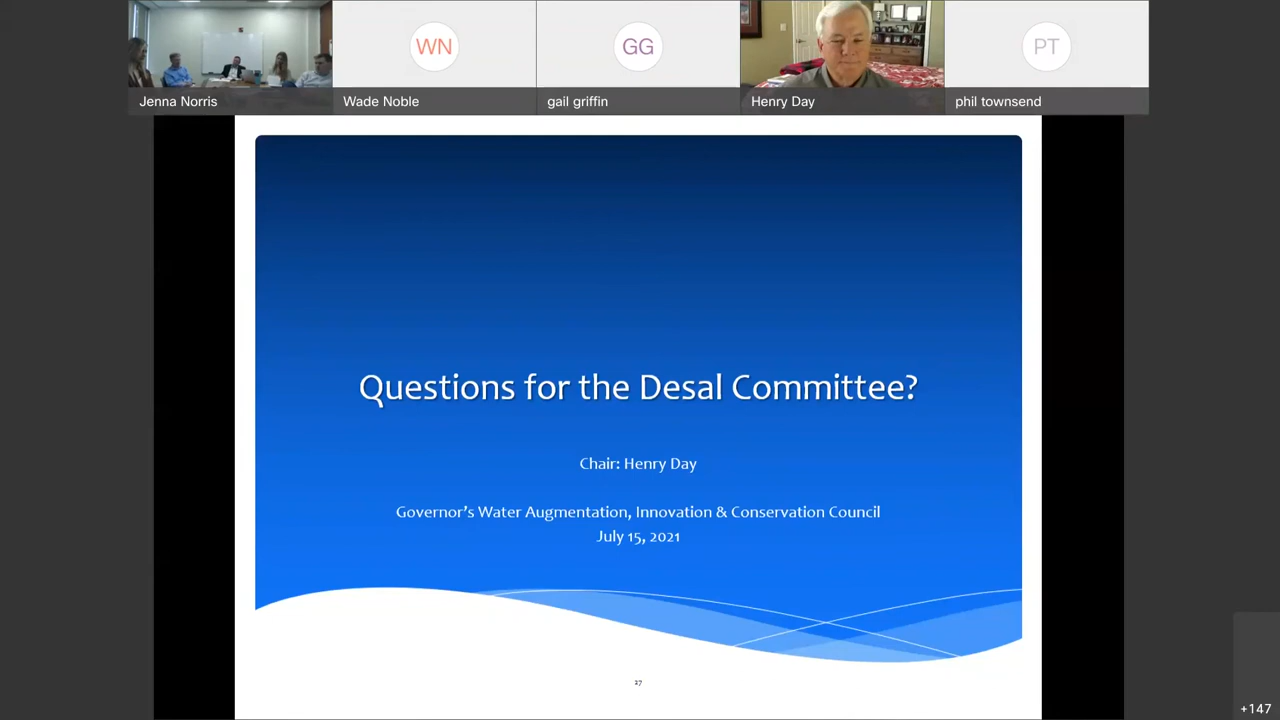 WN
GG
PT
Jenna Norris
Wade Noble
gail griffin
Henry Day
phil townsend
Questions for the Desal Committee?
Chair: Henry Day
Governor's Water Augmentation, Innovation & Conservation Council
July 15, 2021
27
+147